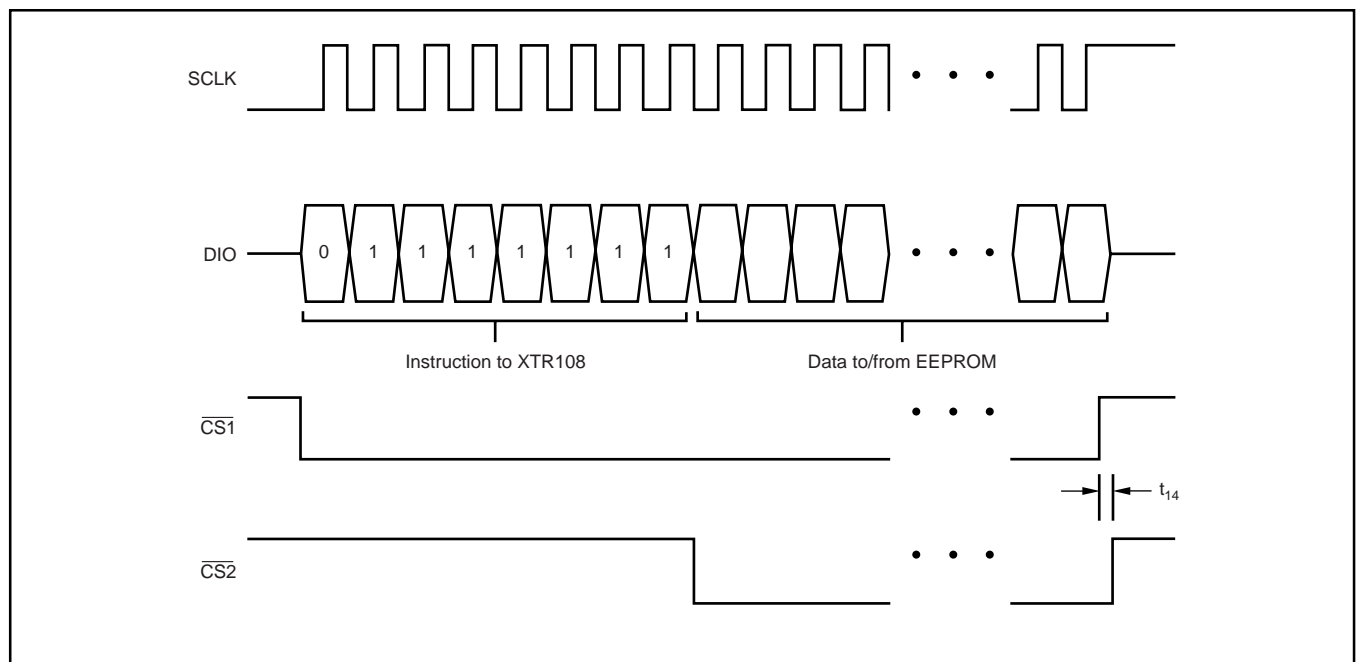 SCLK
DIO
0 1 1 1 1 1 1 1
Instruction to XTR108
Data to/from EEPROM
CS1
t14
CS2